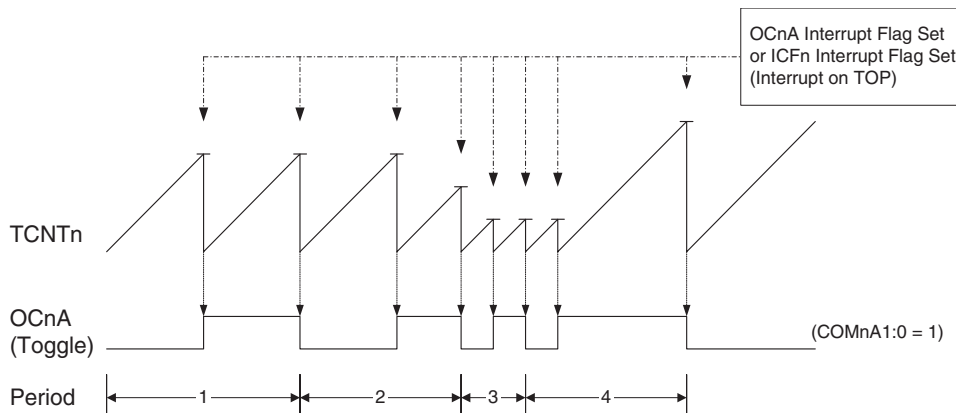 OCnA Interrupt Flag Set
or ICFn Interrupt Flag Set
(Interrupt on TOP)
TCNTn
OCnA
(Toggle)
(COMnA1:0 = 1)
Period
1
2
3
4